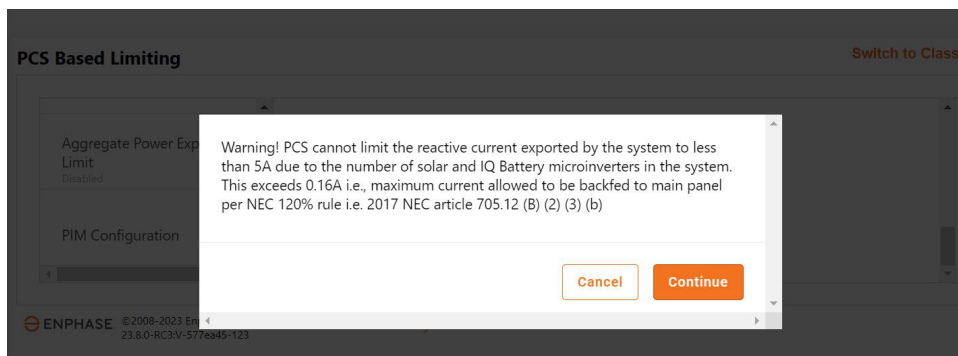 PCS Based Limiting
Switch to Class
Aggregate Power Exp
Limit
Disabled
PIM Configuration
Warning! PCS cannot limit the reactive current exported by the system to less
than 5A due to the number of solar and IQ Battery microinverters in the system.
This exceeds 0.16A i.e., maximum current allowed to be backfed to main panel
per NEC 120% rule i.e. 2017 NEC article 705.12 (B) (2) (3) (b)
Cancel
Continue
ENPHASE ©2008-2023 En
23.8.0-RC3:V-577ea45-123